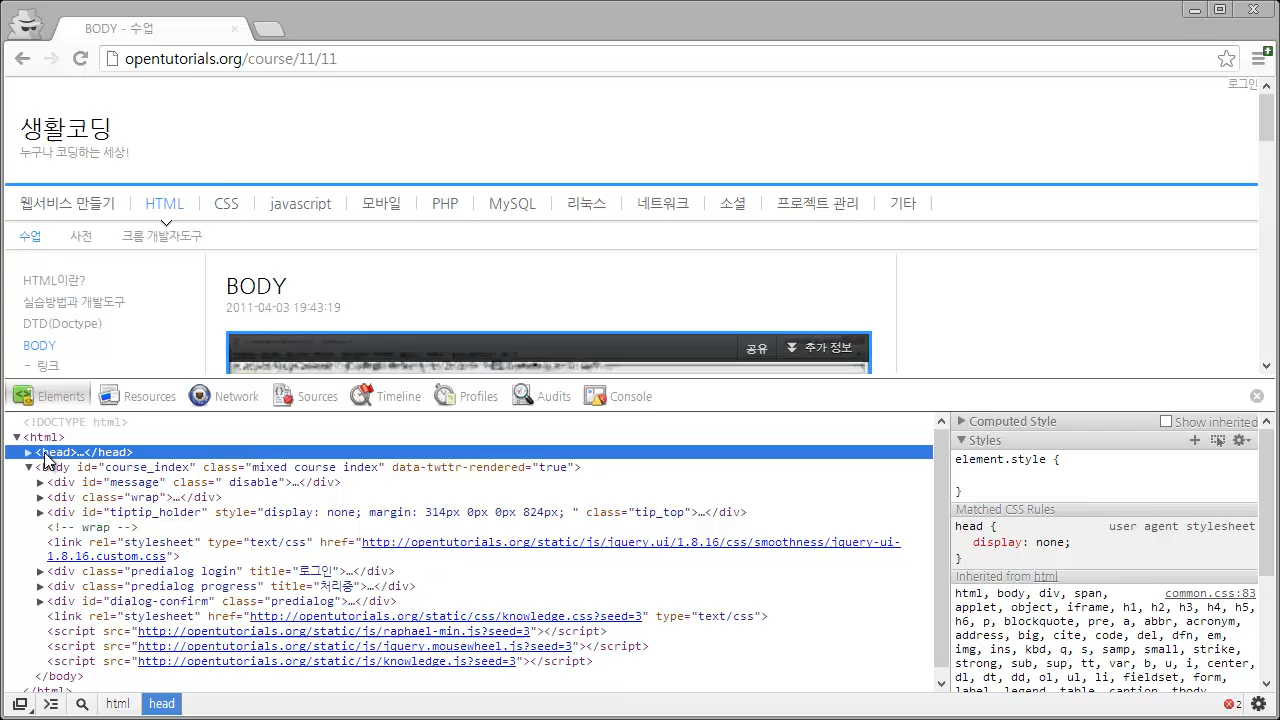 BODY - 수업
opentutorials.org/course/11/11
로그인
생활코딩
누구나 코딩하는 세상!
웹서비스 만들기 HTML CSS javascript 모바일 PHP MySQL 리눅스 네트워크 소셜 프로젝트 관리 기타
수업 사전 크롬 개발자도구
HTML이란?
실습방법과 개발도구
DTD(Doctype)
BODY
- 링크
BODY
2011-04-03 19:43:19
공유 추가 정보
Elements Resources Network Sources Timeline Profiles Audits Console
<!DOCTYPE html>
<html>
<head>…</head>
<body id="course_index" class="mixed course index" data-twttr-rendered="true">
<div id="message" class=" disable">…</div>
<div class="wrap">…</div>
<div id="tiptip_holder" style="display: none; margin: 314px 0px 0px 824px; " class="tip_top">…</div>
<!-- wrap -->
<link rel="stylesheet" type="text/css" href="http://opentutorials.org/static/js/jquery.ui/1.8.16/css/smoothness/jquery-ui-
1.8.16.custom.css">
<div class="predialog login" title="로그인">…</div>
<div class="predialog progress" title="처리중">…</div>
<div id="dialog-confirm" class="predialog">…</div>
<link rel="stylesheet" href="http://opentutorials.org/static/css/knowledge.css?seed=3" type="text/css">
<script src="http://opentutorials.org/static/js/raphael-min.js?seed=3"></script>
<script src="http://opentutorials.org/static/js/jquery.mousewheel.js?seed=3"></script>
<script src="http://opentutorials.org/static/js/knowledge.js?seed=3"></script>
</body>
</html>
Computed Style Show inherited
Styles
element.style {
}
Matched CSS Rules
head { user agent stylesheet
display: none;
}
Inherited from html
html, body, div, span, common.css:83
applet, object, iframe, h1, h2, h3, h4, h5,
h6, p, blockquote, pre, a, abbr, acronym,
address, big, cite, code, del, dfn, em,
img, ins, kbd, q, s, samp, small, strike,
strong, sub, sup, tt, var, b, u, i, center,
dl, dt, dd, ol, ul, li, fieldset, form,
label, legend, table, caption, tbody,
html head
2